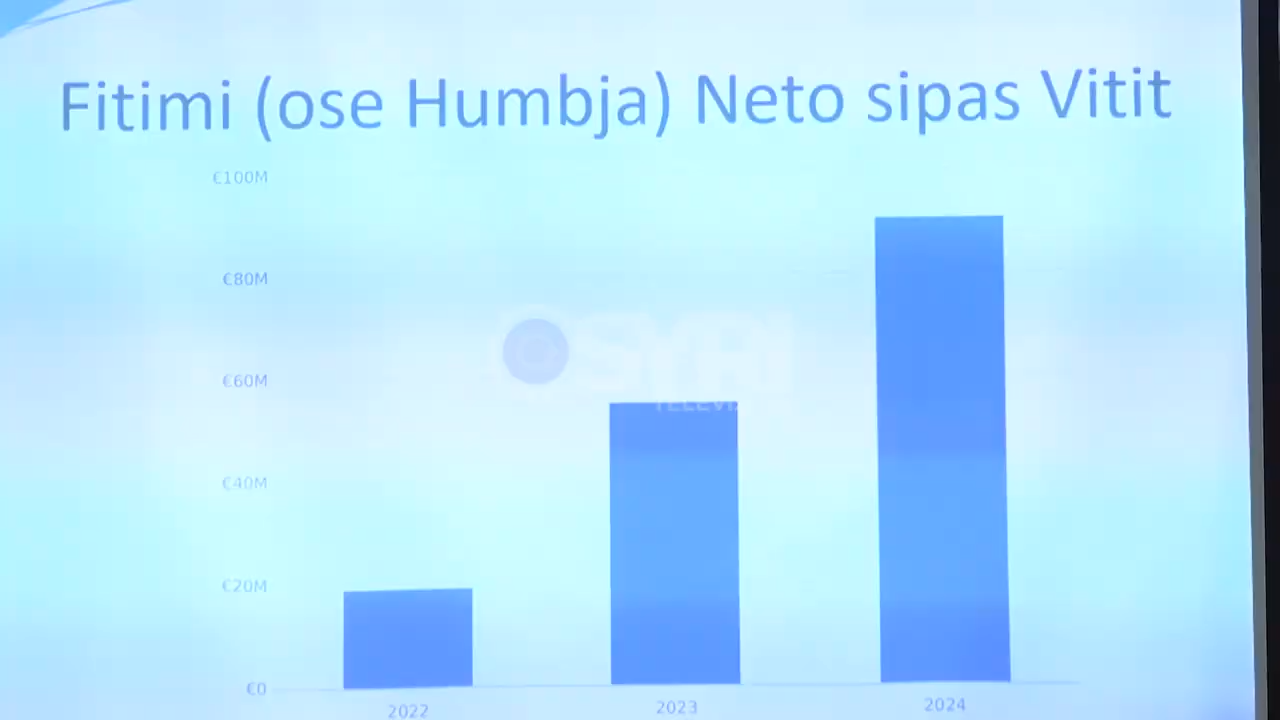 Fitimi (ose Humbja) Neto sipas Vitit
€100M
€80M
€60M
€40M
€20M
€0
2022
2023
2024